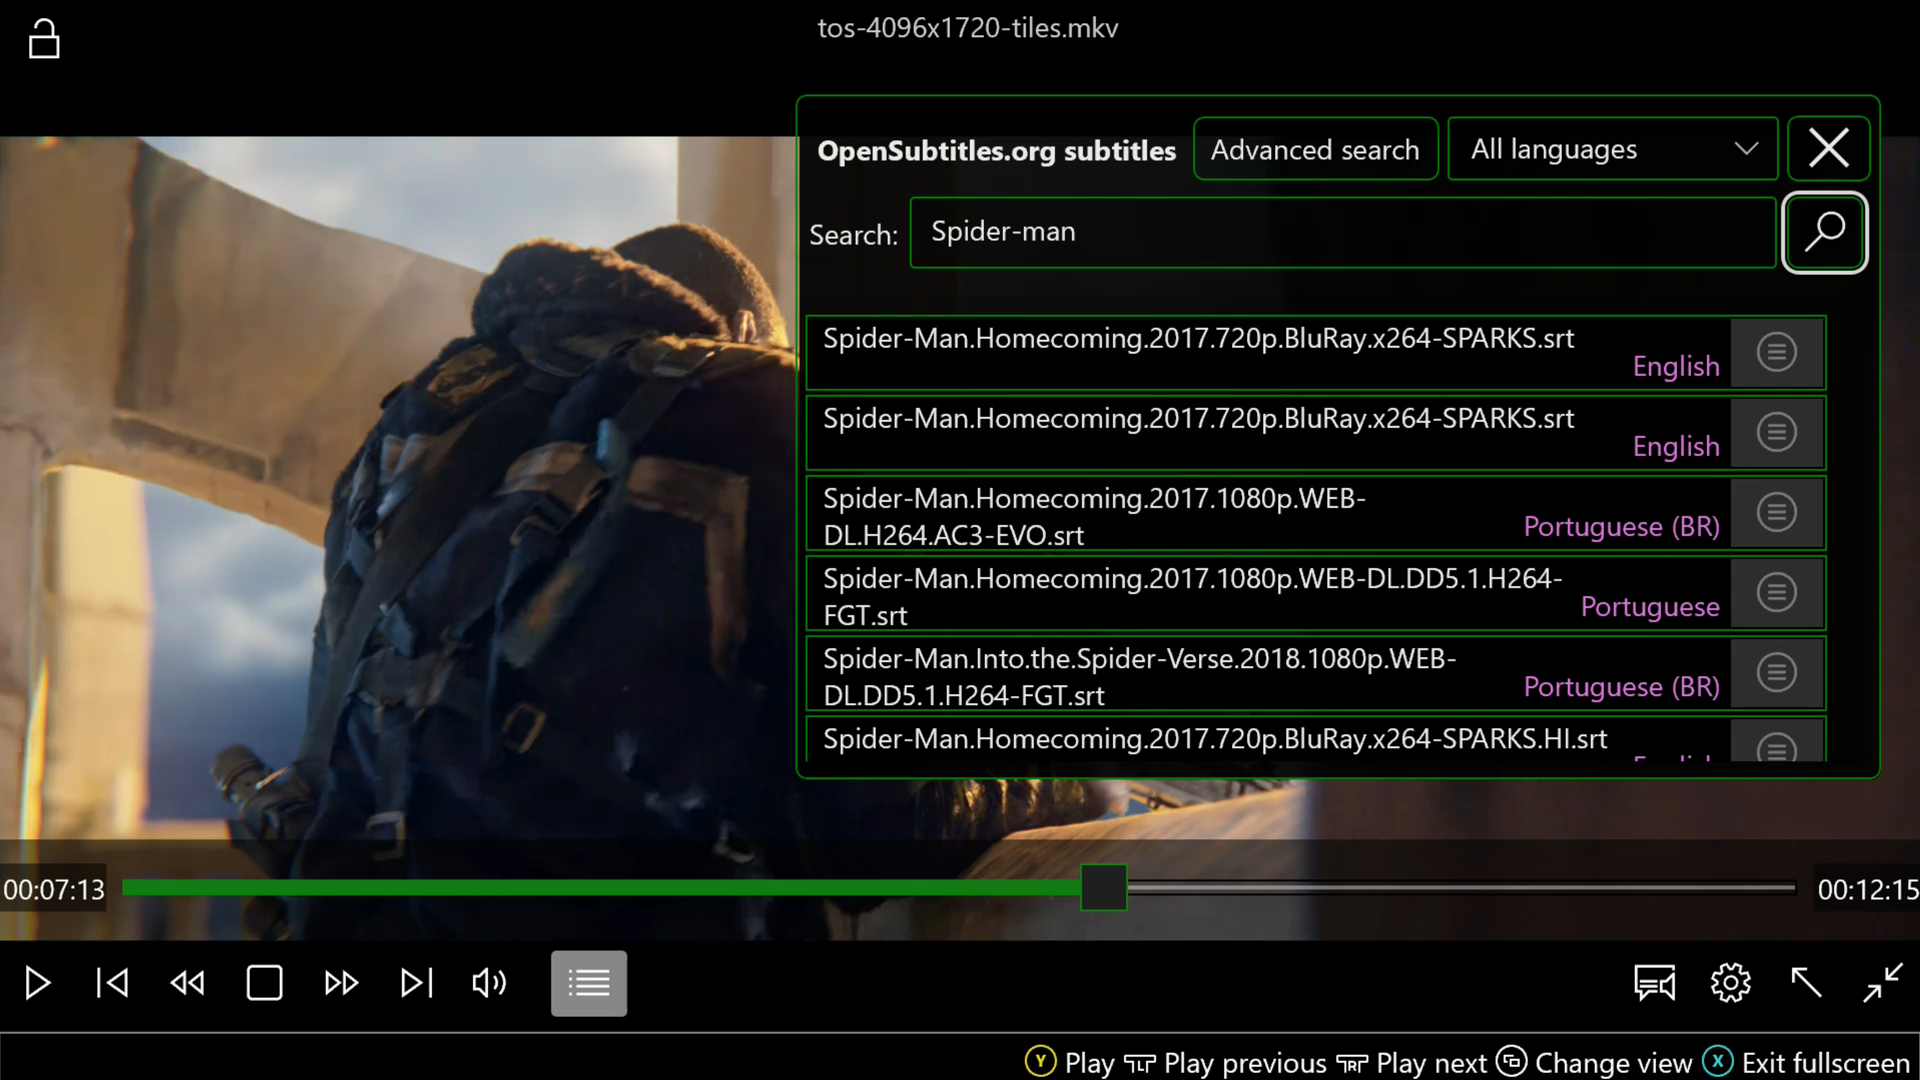 tos-4096x1720-tiles.mkv
OpenSubtitles.org subtitles
Advanced search
All languages
Search:
Spider-man
Spider-Man.Homecoming.2017.720p.BluRay.x264-SPARKS.srt
English
Spider-Man.Homecoming.2017.720p.BluRay.x264-SPARKS.srt
English
Spider-Man.Homecoming.2017.1080p.WEB-
DL.H264.AC3-EVO.srt
Portuguese (BR)
Spider-Man.Homecoming.2017.1080p.WEB-DL.DD5.1.H264-
FGT.srt
Portuguese
Spider-Man.Into.the.Spider-Verse.2018.1080p.WEB-
DL.DD5.1.H264-FGT.srt
Portuguese (BR)
Spider-Man.Homecoming.2017.720p.BluRay.x264-SPARKS.HI.srt
00:07:13
00:12:15
Y Play LT Play previous RT Play next Change view X Exit fullscreen